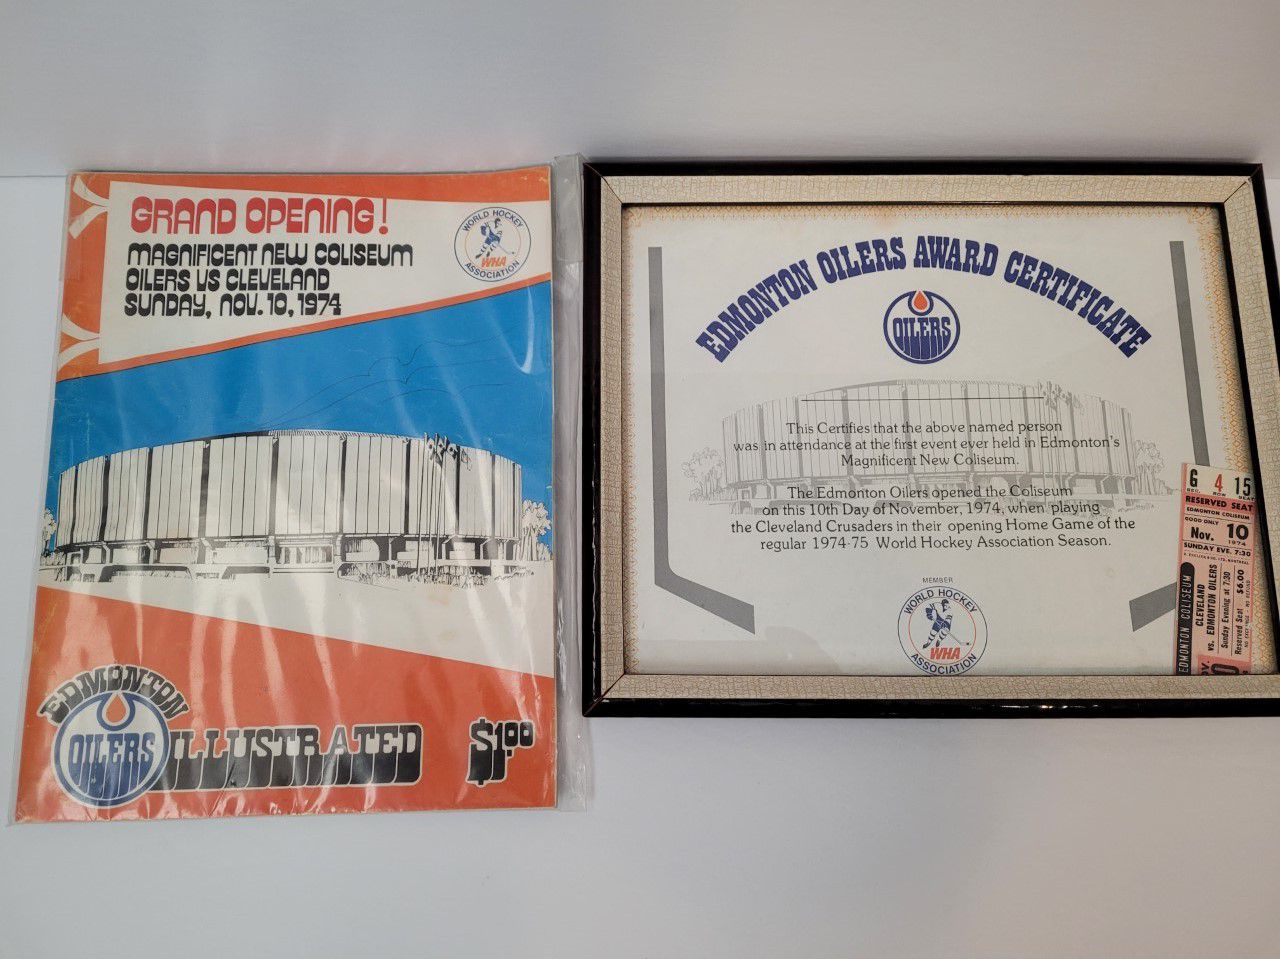 GRAND OPENING!
MAGNIFICENT NEW COLISEUM
OILERS VS CLEVELAND
SUNDAY, NOV. 10, 1974
WORLD HOCKEY
WHA
ASSOCIATION
EDMONTON
OILERS
ILLUSTRATED
$1.00
EDMONTON OILERS AWARD CERTIFICATE
OILERS
This Certifies that the above named person
was in attendance at the first event ever held in Edmonton's
Magnificent New Coliseum.
The Edmonton Oilers opened the Coliseum
on this 10th Day of November, 1974, when playing
the Cleveland Crusaders in their opening Home Game of the
regular 1974-75 World Hockey Association Season.
MEMBER
WORLD HOCKEY
WHA
ASSOCIATION
G 4 15
SEC. ROW SEAT
RESERVED SEAT
EDMONTON COLISEUM
GOOD ONLY
Nov. 10
1974
SUNDAY EVE. 7:30
EDMONTON COLISEUM
CLEVELAND
vs. EDMONTON OILERS
Sunday Evening at 7:30
Reserved Seat $6.00